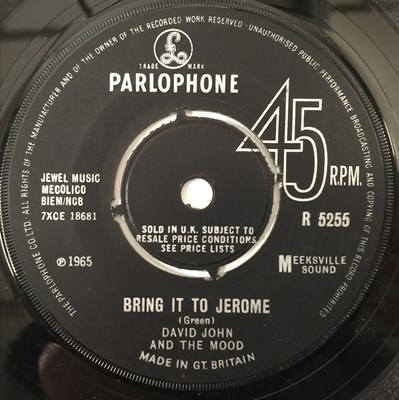 ALL RIGHTS OF THE MANUFACTURER AND OF THE OWNER OF THE RECORDED WORK RESERVED · UNAUTHORISED PUBLIC PERFORMANCE BROADCASTING AND COPYING OF THIS RECORD PROHIBITED
THE PARLOPHONE CO. LTD.
£
TRADE MARK
PARLOPHONE
45
R.P.M.
R 5255
JEWEL MUSIC
MECOLICO
BIEM/NCB
7XCE 18681
SOLD IN U.K. SUBJECT TO
RESALE PRICE CONDITIONS,
SEE PRICE LISTS
℗ 1965
MEEKSVILLE
SOUND
BRING IT TO JEROME
(Green)
DAVID JOHN
AND THE MOOD
MADE IN GT. BRITAIN